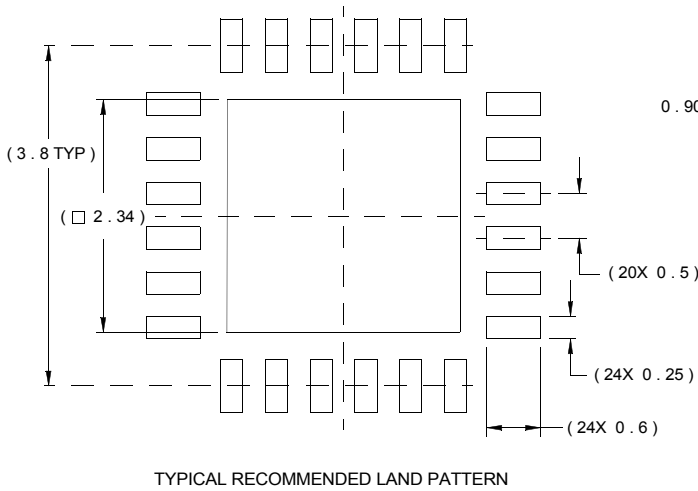 0.90
( 3 . 8 TYP )
( □ 2 . 34 )
( 20X 0 . 5 )
( 24X 0 . 25 )
( 24X 0 . 6 )
TYPICAL RECOMMENDED LAND PATTERN